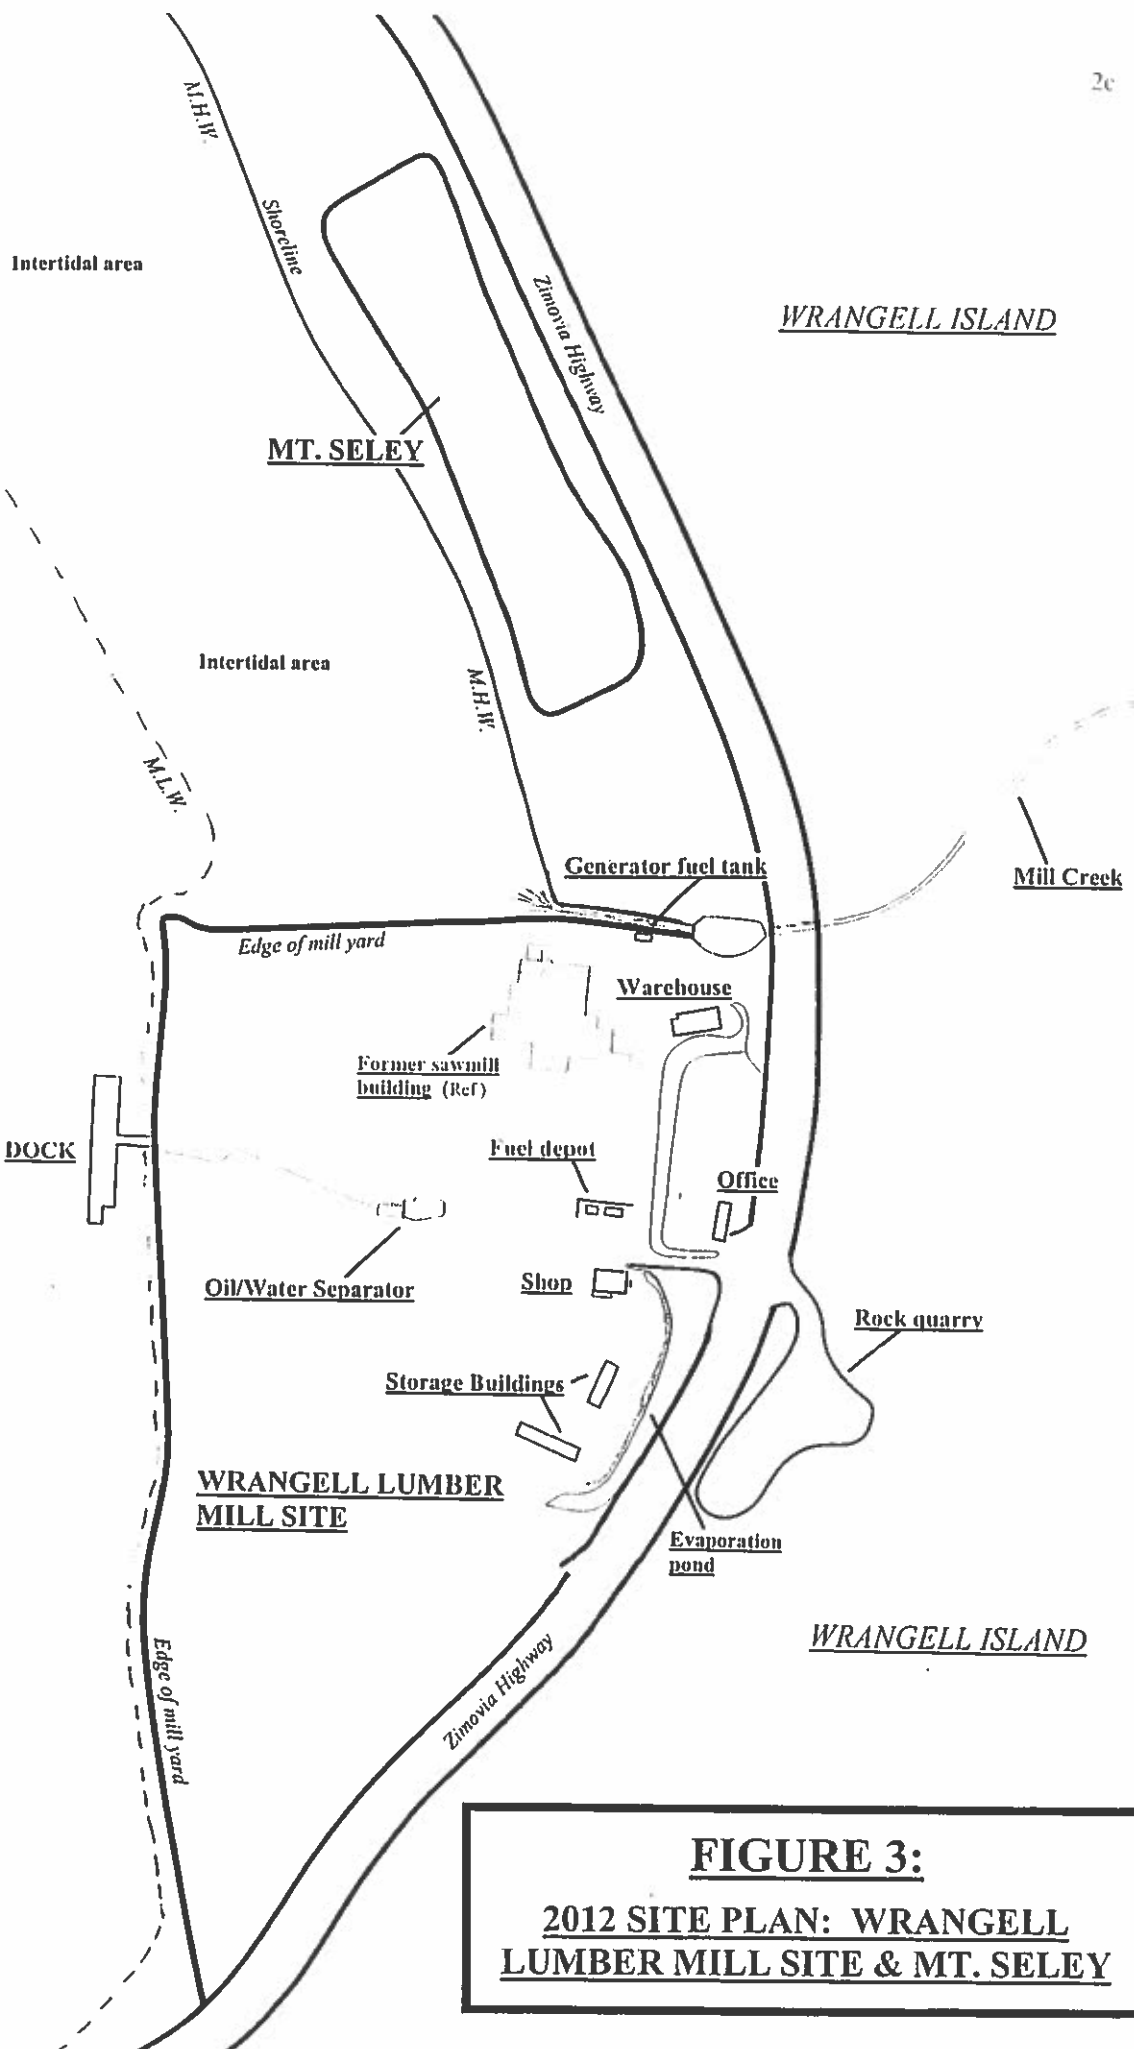 2c
M.H.W.
Shoreline
Intertidal area
Zimovia Highway
WRANGELL ISLAND
MT. SELEY
Intertidal area
M.H.W.
M.L.W.
Generator fuel tank
Mill Creek
Edge of mill yard
Warehouse
Former sawmill
building (Ref)
DOCK
Fuel depot
Office
Oil/Water Separator
Shop
Rock quarry
Storage Buildings
WRANGELL LUMBER
MILL SITE
Evaporation
pond
WRANGELL ISLAND
Edge of mill yard
Zimovia Highway
FIGURE 3:
2012 SITE PLAN: WRANGELL
LUMBER MILL SITE & MT. SELEY